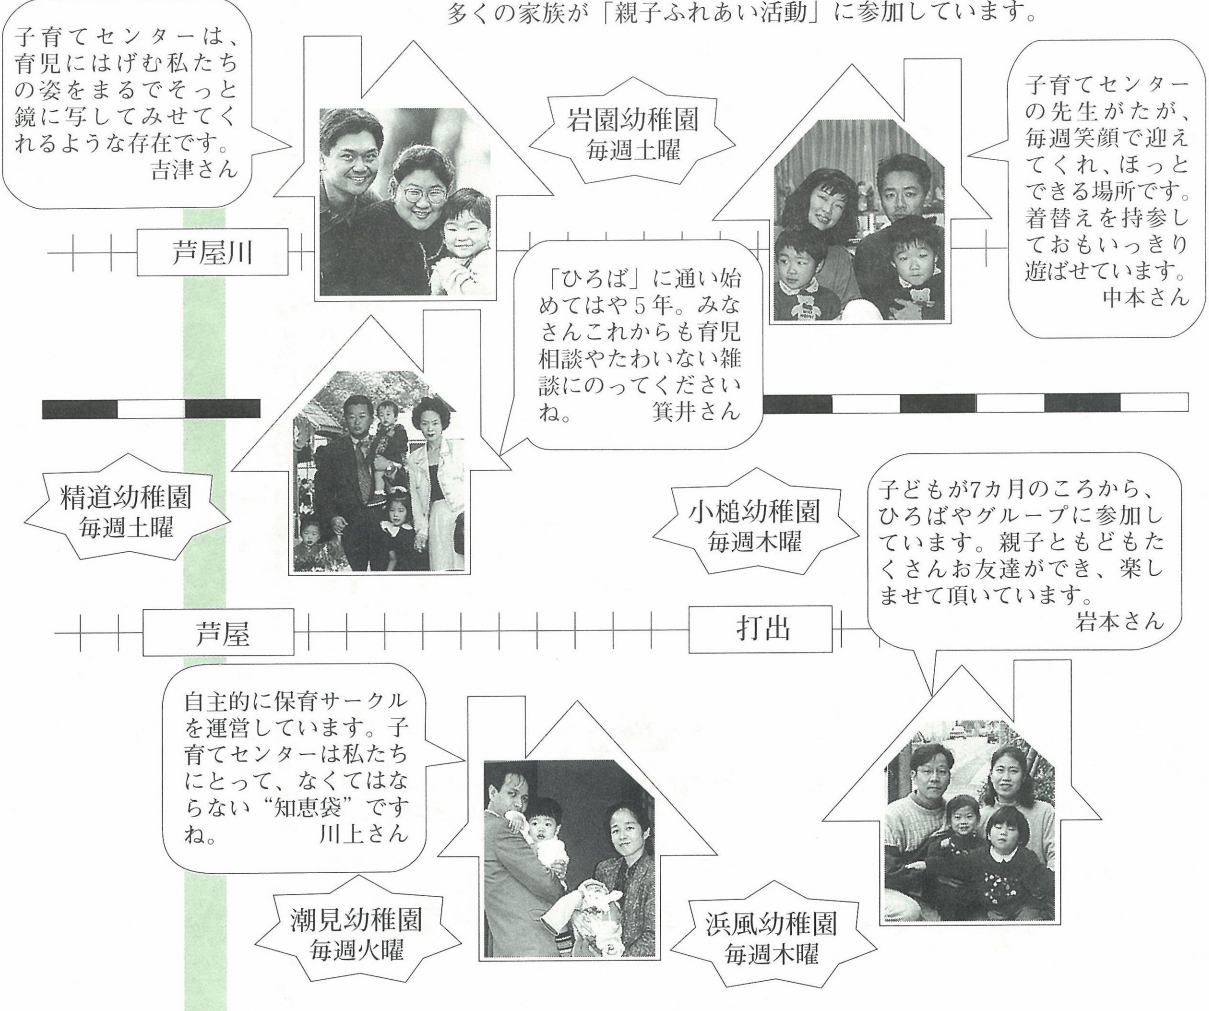 多くの家族が「親子ふれあい活動」に参加しています。
子育てセンターは、
育児にはげむ私たち
の姿をまるでそっと
鏡に写してみせてく
れるような存在です。
吉津さん
岩園幼稚園
毎週土曜
子育てセンター
の先生がたが、
毎週笑顔で迎え
てくれ、ほっと
できる場所です。
着替えを持参し
ておもいっきり
遊ばせています。
中本さん
芦屋川
「ひろば」に通い始
めてはや5年。みな
さんこれからも育児
相談やたわいない雑
談にのってください
ね。 箕井さん
精道幼稚園
毎週土曜
小槌幼稚園
毎週木曜
子どもが7カ月のころから、
ひろばやグループに参加し
ています。親子ともどもた
くさんお友達ができ、楽し
ませて頂いています。
岩本さん
芦屋
打出
自主的に保育サークル
を運営しています。子
育てセンターは私たち
にとって、なくてはな
らない“知恵袋”です
ね。 川上さん
潮見幼稚園
毎週火曜
浜風幼稚園
毎週木曜